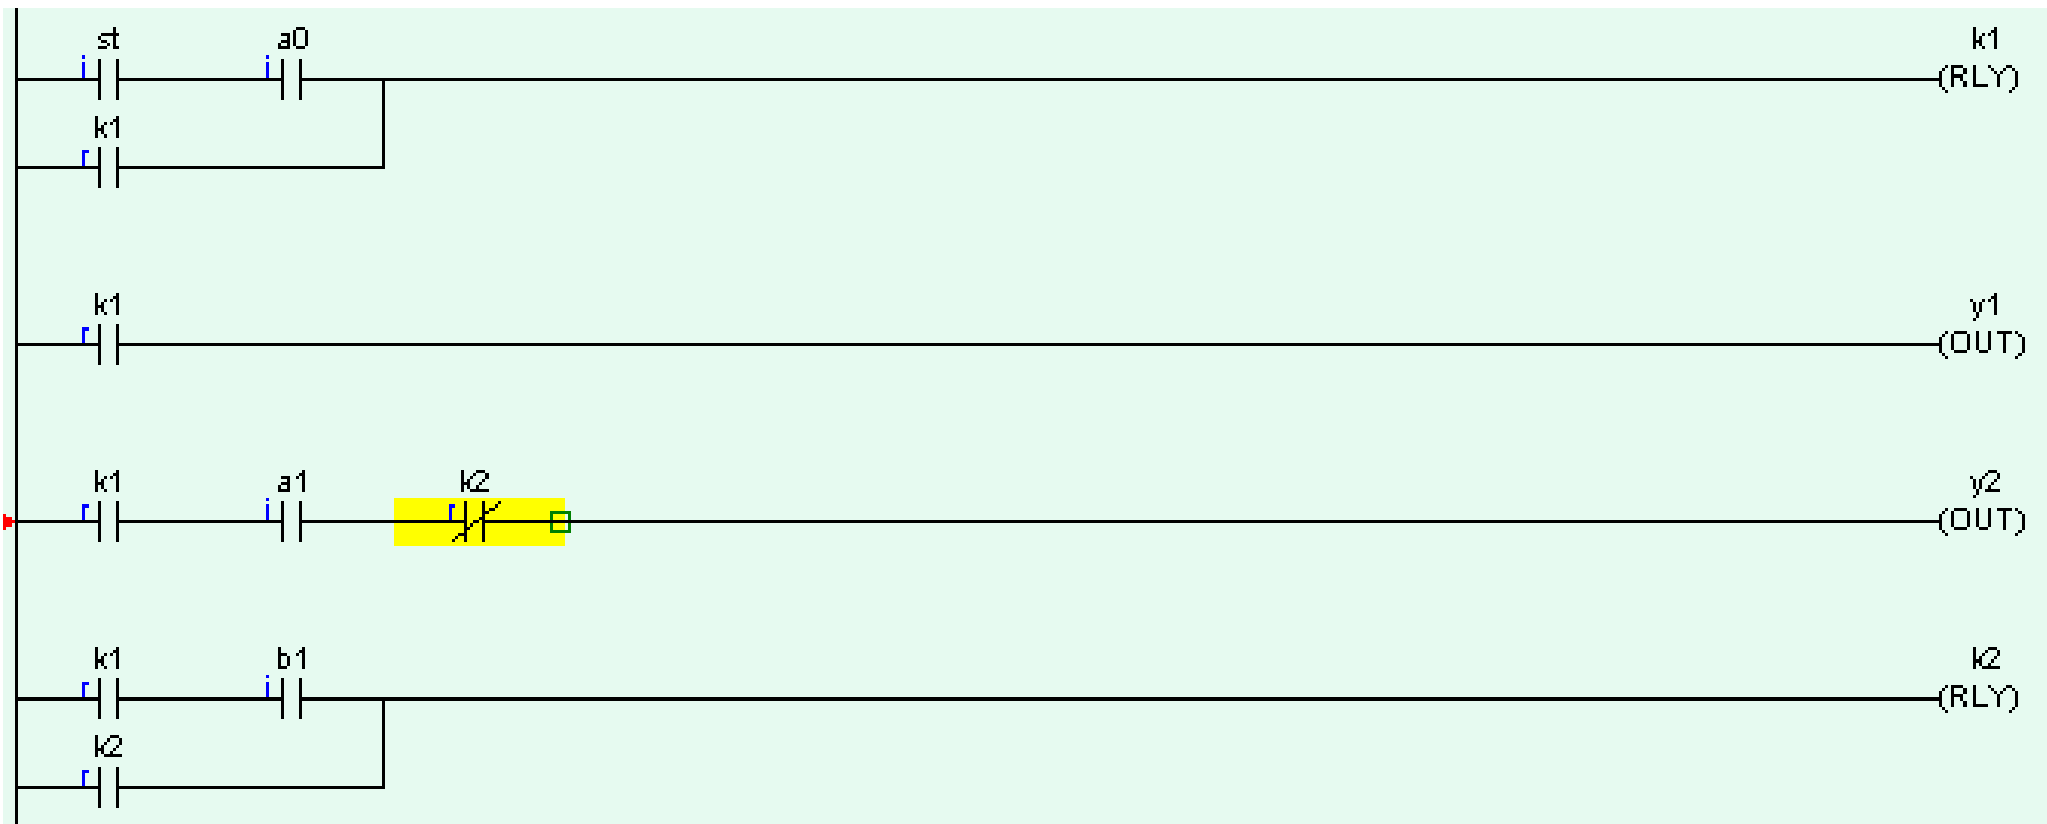 st a0 k1
i i (RLY)
k1
r
k1 y1
r (OUT)
k1 a1 k2 y2
r i r (OUT)
k1 b1 k2
r i (RLY)
k2
r